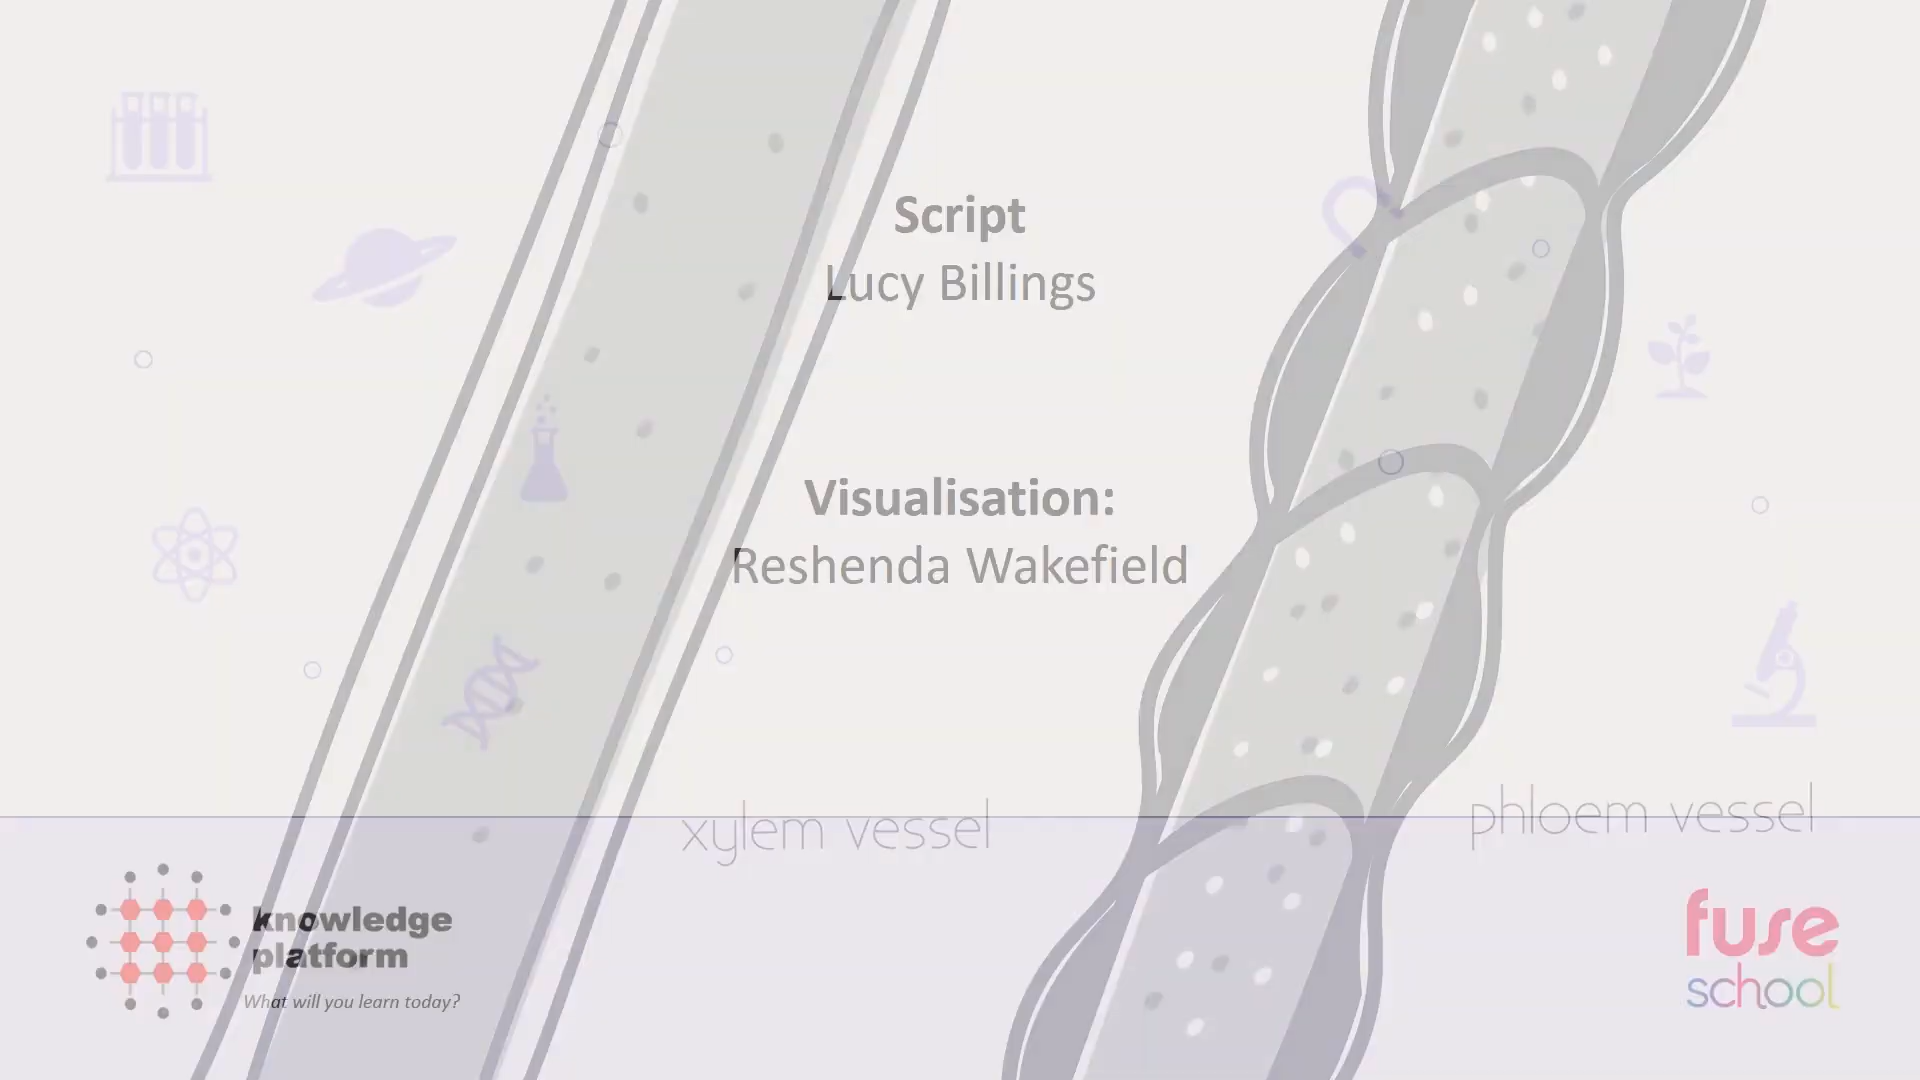 Script
Lucy Billings
Visualisation:
Reshenda Wakefield
xylem vessel
phloem vessel
knowledge
platform
What will you learn today?
fuse
school